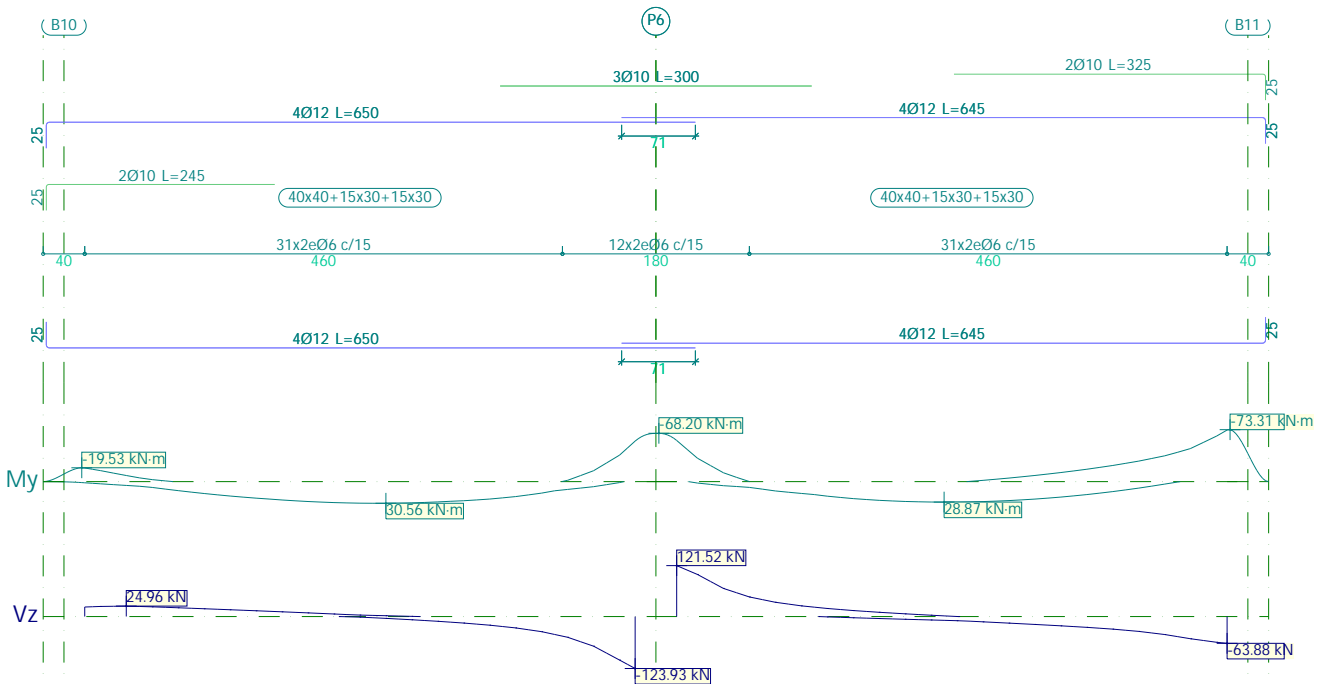 B10 P6 B11
2Ø10 L=325
3Ø10 L=300
25
4Ø12 L=650 4Ø12 L=645
25 71 25
2Ø10 L=245
25 40x40+15x30+15x30 40x40+15x30+15x30
31x2eØ6 c/15 12x2eØ6 c/15 31x2eØ6 c/15
40 460 180 460 40
25 4Ø12 L=650 4Ø12 L=645 25
71
-68.20 kN·m -73.31 kN·m
-19.53 kN·m
My
30.56 kN·m 28.87 kN·m
121.52 kN
24.96 kN
Vz
-63.88 kN
-123.93 kN